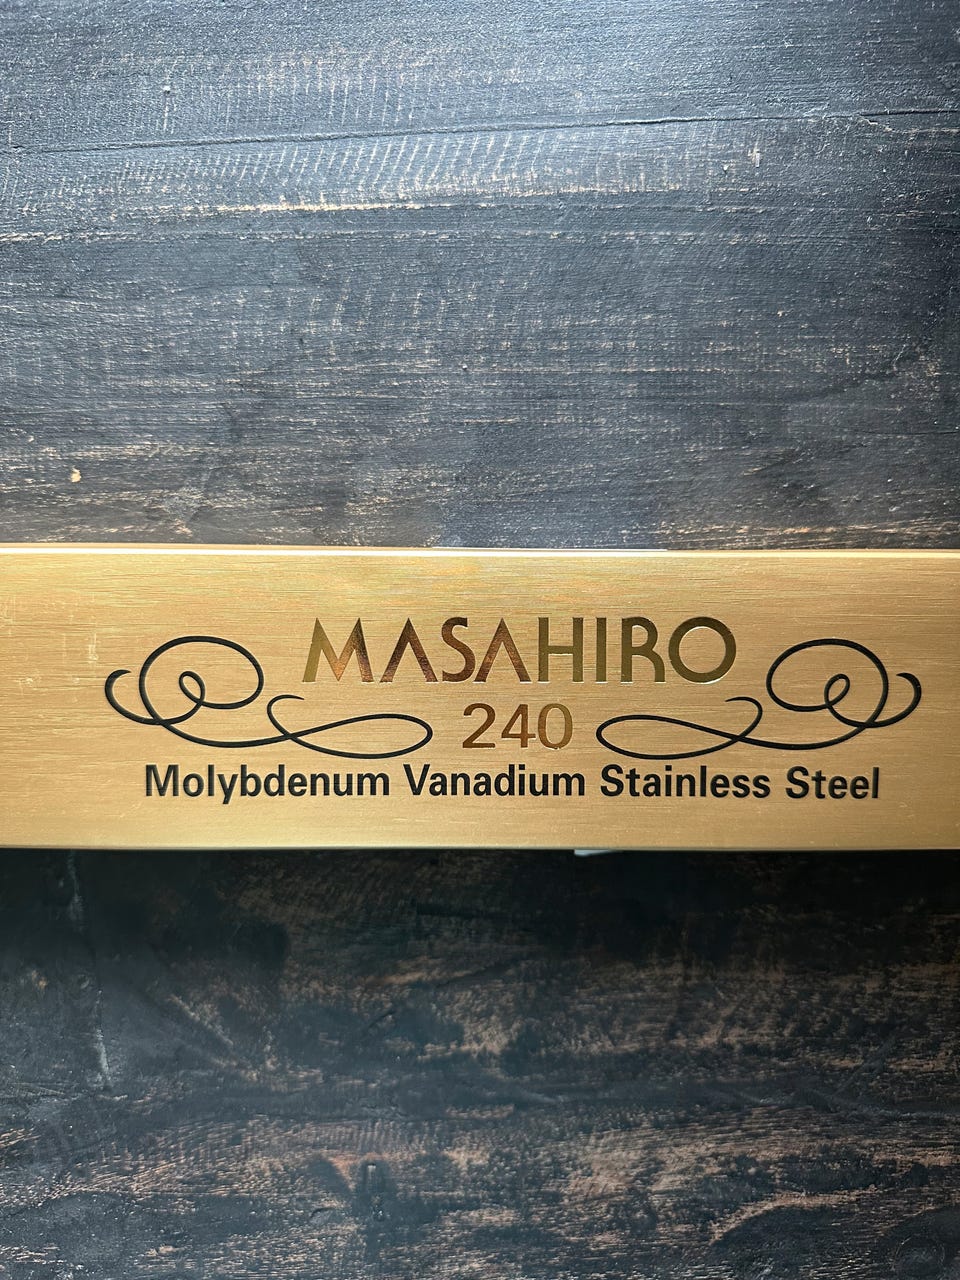 MASAHIRO
240
Molybdenum Vanadium Stainless Steel